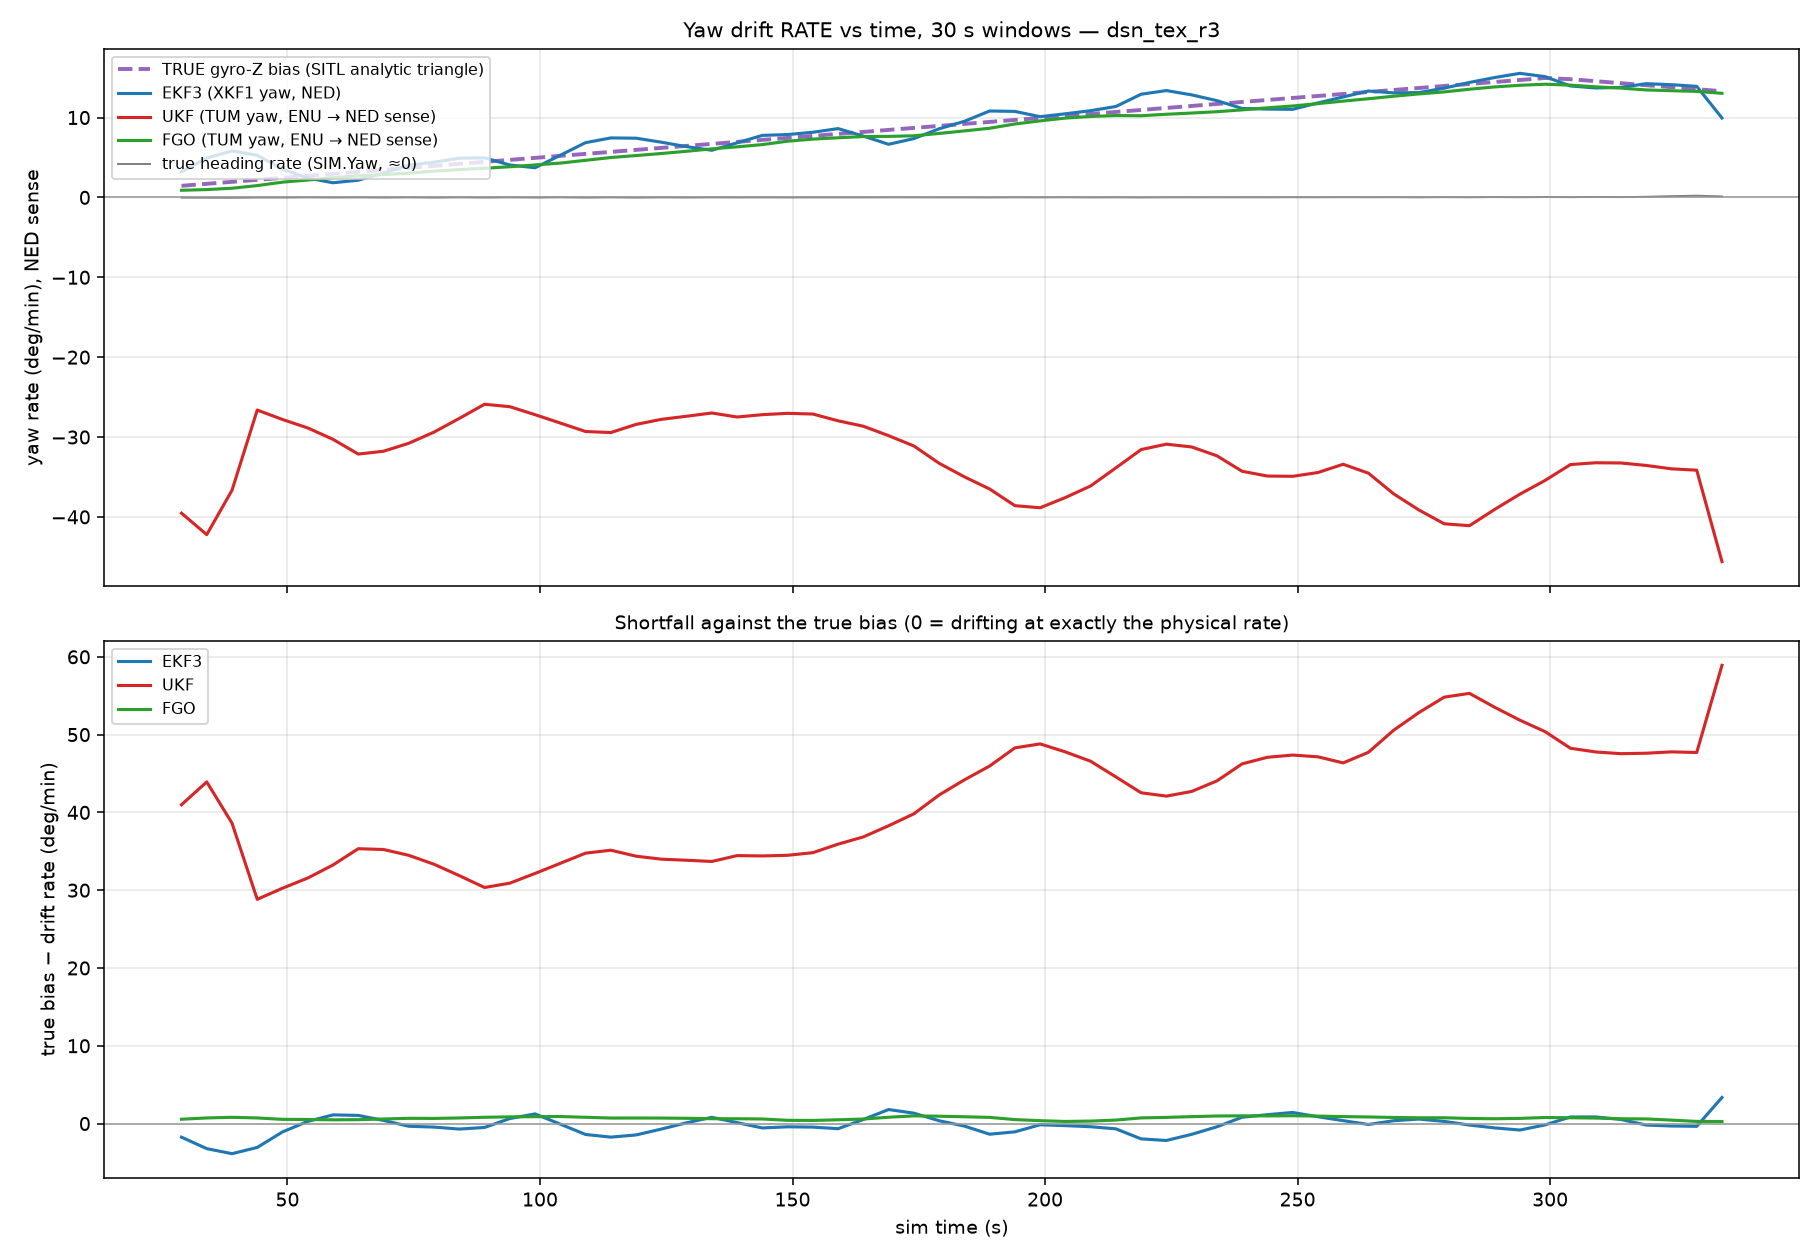 Yaw drift RATE vs time, 30 s windows — dsn_tex_r3
TRUE gyro-Z bias (SITL analytic triangle)
EKF3 (XKF1 yaw, NED)
UKF (TUM yaw, ENU → NED sense)
FGO (TUM yaw, ENU → NED sense)
true heading rate (SIM.Yaw, ≈0)
yaw rate (deg/min), NED sense
10
0
−10
−20
−30
−40
Shortfall against the true bias (0 = drifting at exactly the physical rate)
EKF3
UKF
FGO
true bias − drift rate (deg/min)
60
50
40
30
20
10
0
50 100 150 200 250 300
sim time (s)